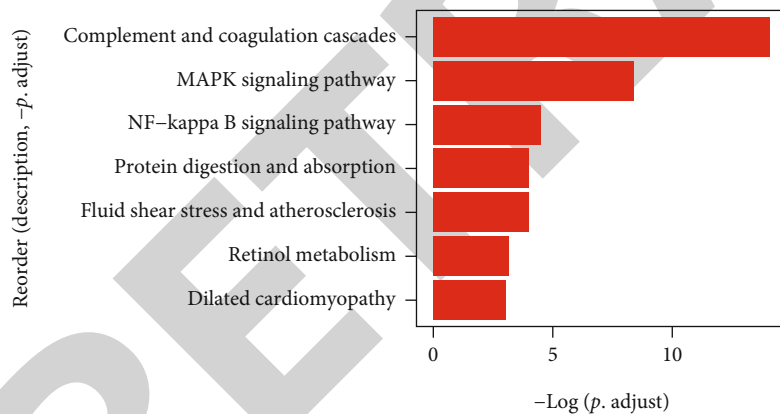 Reorder (description, −p. adjust)
Complement and coagulation cascades
MAPK signaling pathway
NF−kappa B signaling pathway
Protein digestion and absorption
Fluid shear stress and atherosclerosis
Retinol metabolism
Dilated cardiomyopathy
0 5 10
−Log (p. adjust)